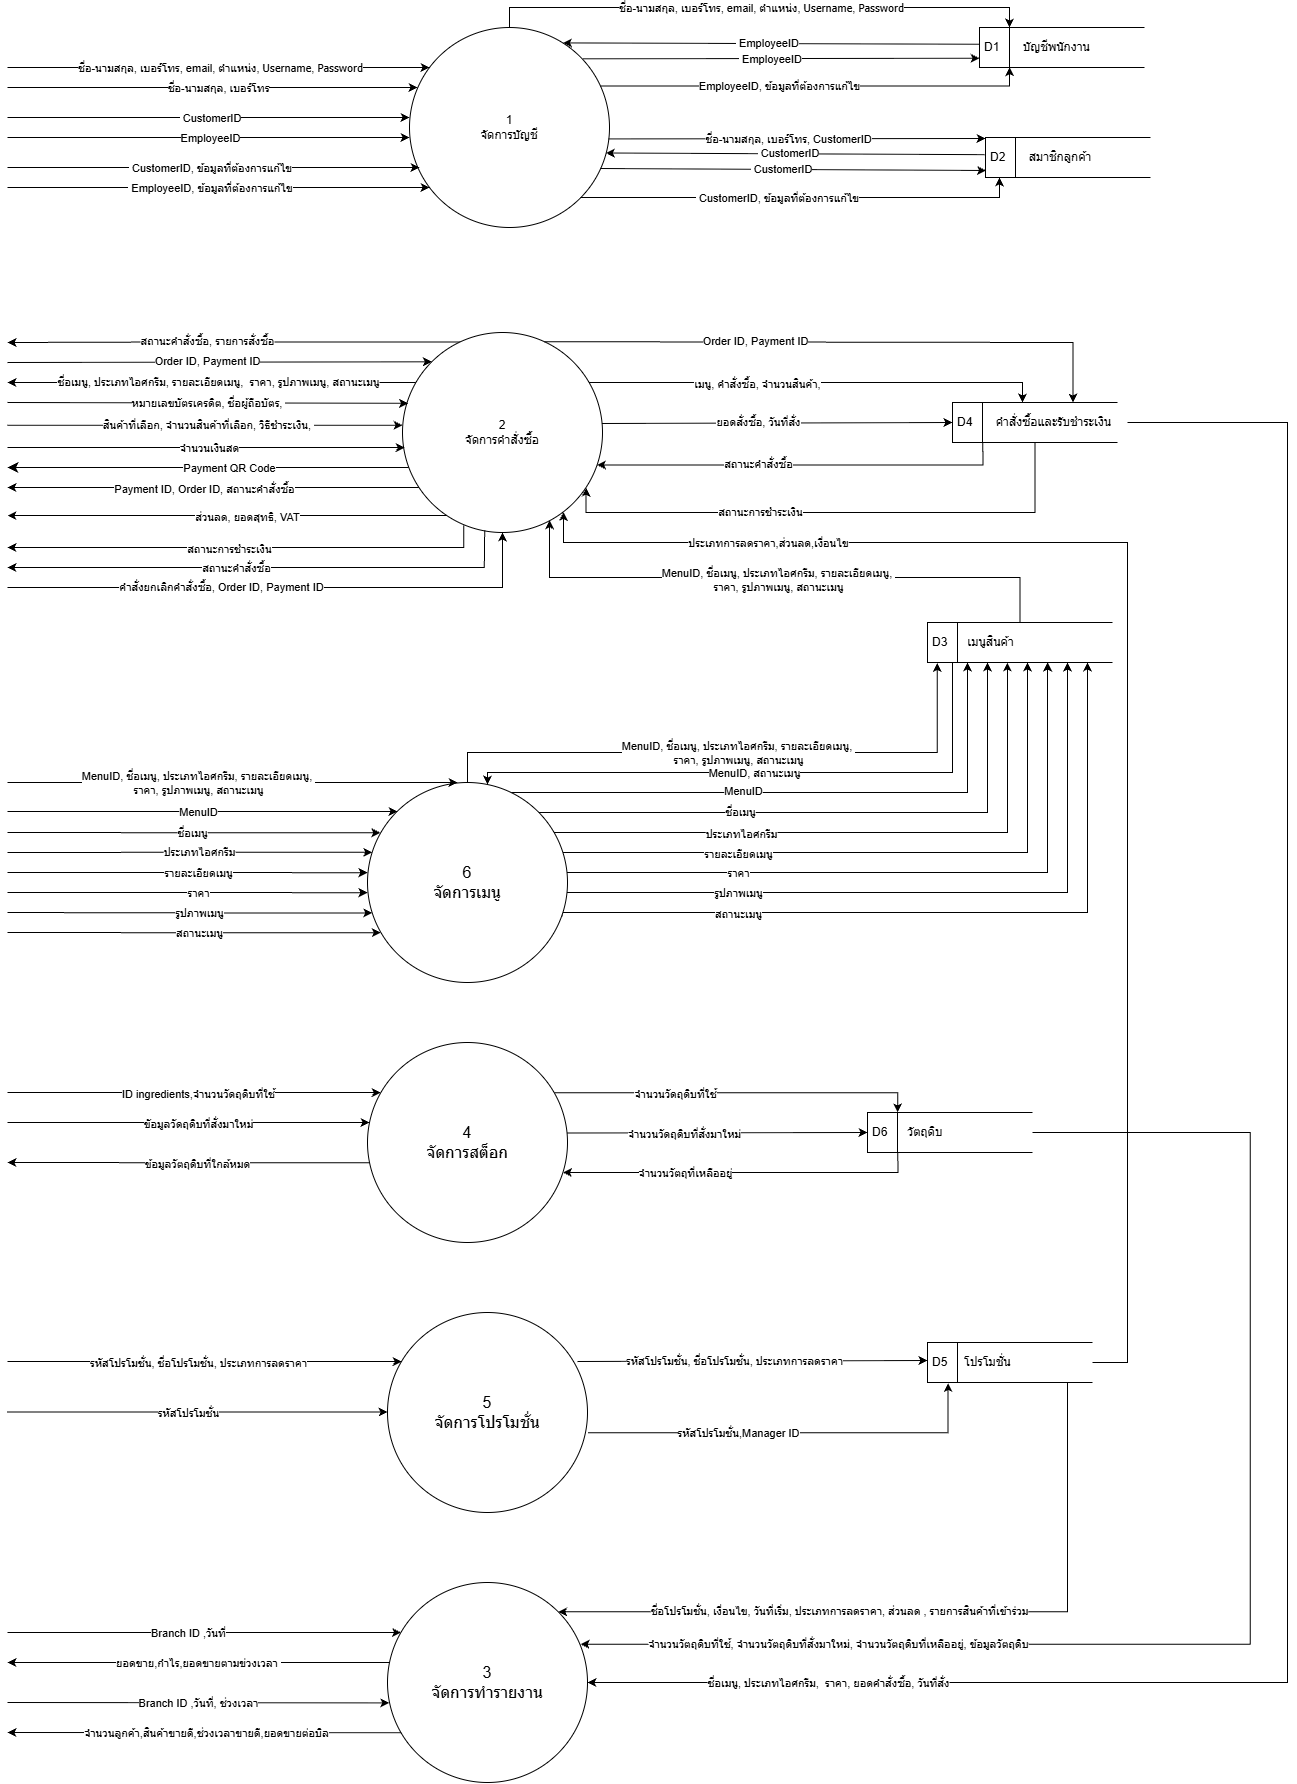 ชื่อ-นามสกุล, เบอร์โทร, email, ตำแหน่ง, Username, Password
EmployeeID
D1
บัญชีพนักงาน
EmployeeID
ชื่อ-นามสกุล, เบอร์โทร, email, ตำแหน่ง, Username, Password
ชื่อ-นามสกุล, เบอร์โทร
EmployeeID, ข้อมูลที่ต้องการแก้ไข
CustomerID
EmployeeID
1
จัดการบัญชี
ชื่อ-นามสกุล, เบอร์โทร, CustomerID
CustomerID
D2
สมาชิกลูกค้า
CustomerID, ข้อมูลที่ต้องการแก้ไข
CustomerID
EmployeeID, ข้อมูลที่ต้องการแก้ไข
CustomerID, ข้อมูลที่ต้องการแก้ไข
สถานะคำสั่งซื้อ, รายการสั่งซื้อ
Order ID, Payment ID
Order ID, Payment ID
ชื่อเมนู, ประเภทไอศกรีม, รายละเอียดเมนู, ราคา, รูปภาพเมนู, สถานะเมนู
เมนู, คำสั่งซื้อ, จำนวนสินค้า,
หมายเลขบัตรเครดิต, ชื่อผู้ถือบัตร,
สินค้าที่เลือก, จำนวนสินค้าที่เลือก, วิธีชำระเงิน,
2
จัดการคำสั่งซื้อ
ยอดสั่งซื้อ, วันที่สั่ง
D4
คำสั่งซื้อและรับชำระเงิน
จำนวนเงินสด
Payment QR Code
สถานะคำสั่งซื้อ
Payment ID, Order ID, สถานะคำสั่งซื้อ
ส่วนลด, ยอดสุทธิ, VAT
สถานะการชำระเงิน
สถานะการชำระเงิน
ประเภทการลดราคา,ส่วนลด,เงื่อนไข
สถานะคำสั่งซื้อ
คำสั่งยกเลิกคำสั่งซื้อ, Order ID, Payment ID
MenuID, ชื่อเมนู, ประเภทไอศกรีม, รายละเอียดเมนู,
ราคา, รูปภาพเมนู, สถานะเมนู
D3
เมนูสินค้า
MenuID, ชื่อเมนู, ประเภทไอศกรีม, รายละเอียดเมนู,
ราคา, รูปภาพเมนู, สถานะเมนู
MenuID, สถานะเมนู
MenuID, ชื่อเมนู, ประเภทไอศกรีม, รายละเอียดเมนู,
ราคา, รูปภาพเมนู, สถานะเมนู
MenuID
MenuID
ชื่อเมนู
ชื่อเมนู
ประเภทไอศกรีม
ประเภทไอศกรีม
รายละเอียดเมนู
รายละเอียดเมนู
6
จัดการเมนู
ราคา
ราคา
รูปภาพเมนู
รูปภาพเมนู
สถานะเมนู
สถานะเมนู
ID ingredients,จำนวนวัตถุดิบที่ใช้
จำนวนวัตถุดิบที่ใช้
ข้อมูลวัตถุดิบที่สั่งมาใหม่
4
จัดการสต็อก
จำนวนวัตถุดิบที่สั่งมาใหม่
D6
วัตถุดิบ
ข้อมูลวัตถุดิบที่ใกล้หมด
จำนวนวัตถุที่เหลืออยู่
รหัสโปรโมชั่น, ชื่อโปรโมชั่น, ประเภทการลดราคา
รหัสโปรโมชั่น, ชื่อโปรโมชั่น, ประเภทการลดราคา
D5
โปรโมชั่น
รหัสโปรโมชั่น
5
จัดการโปรโมชั่น
รหัสโปรโมชั่น,Manager ID
ชื่อโปรโมชั่น, เงื่อนไข, วันที่เริ่ม, ประเภทการลดราคา, ส่วนลด , รายการสินค้าที่เข้าร่วม
Branch ID ,วันที่
จำนวนวัตถุดิบที่ใช้, จำนวนวัตถุดิบที่สั่งมาใหม่, จำนวนวัตถุดิบที่เหลืออยู่, ข้อมูลวัตถุดิบ
ยอดขาย,กำไร,ยอดขายตามช่วงเวลา
3
จัดการทำรายงาน
ชื่อเมนู, ประเภทไอศกรีม, ราคา, ยอดคำสั่งซื้อ, วันที่สั่ง
Branch ID ,วันที่, ช่วงเวลา
จำนวนลูกค้า,สินค้าขายดี,ช่วงเวลาขายดี,ยอดขายต่อบิล